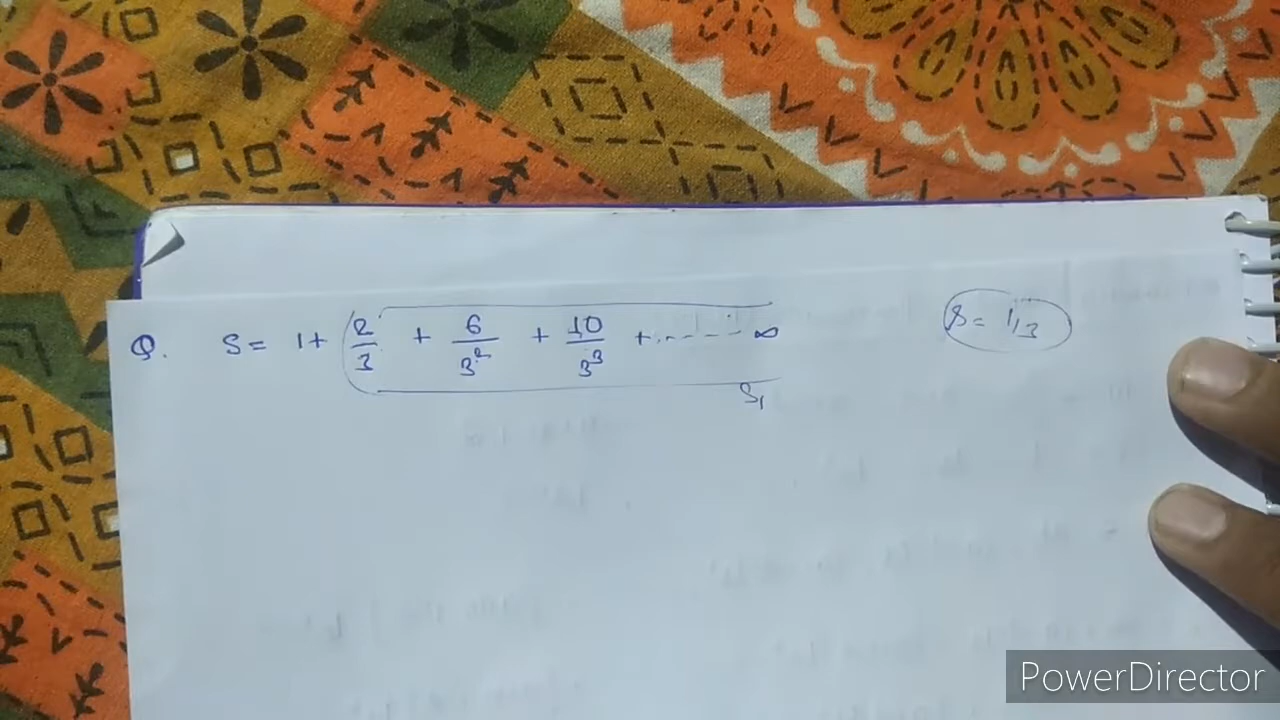 Q. S = 1 + 2/3 + 6/3² + 10/3³ + ------ ∞
S₁
S = 1/3
PowerDirector